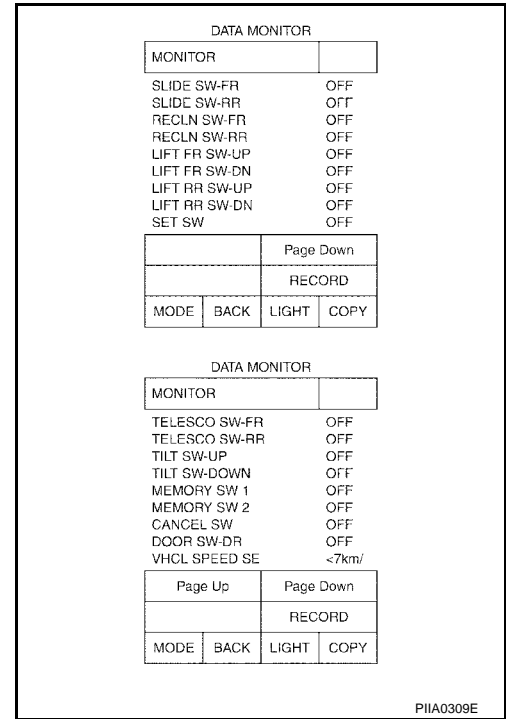 DATA MONITOR
MONITOR
SLIDE SW-FR OFF
SLIDE SW-RR OFF
RECLN SW-FR OFF
RECLN SW-RR OFF
LIFT FR SW-UP OFF
LIFT FR SW-DN OFF
LIFT RR SW-UP OFF
LIFT RR SW-DN OFF
SET SW OFF
Page Down
RECORD
MODE BACK LIGHT COPY
DATA MONITOR
MONITOR
TELESCO SW-FR OFF
TELESCO SW-RR OFF
TILT SW-UP OFF
TILT SW-DOWN OFF
MEMORY SW 1 OFF
MEMORY SW 2 OFF
CANCEL SW OFF
DOOR SW-DR OFF
VHCL SPEED SE <7km/
Page Up Page Down
RECORD
MODE BACK LIGHT COPY
PIIA0309E